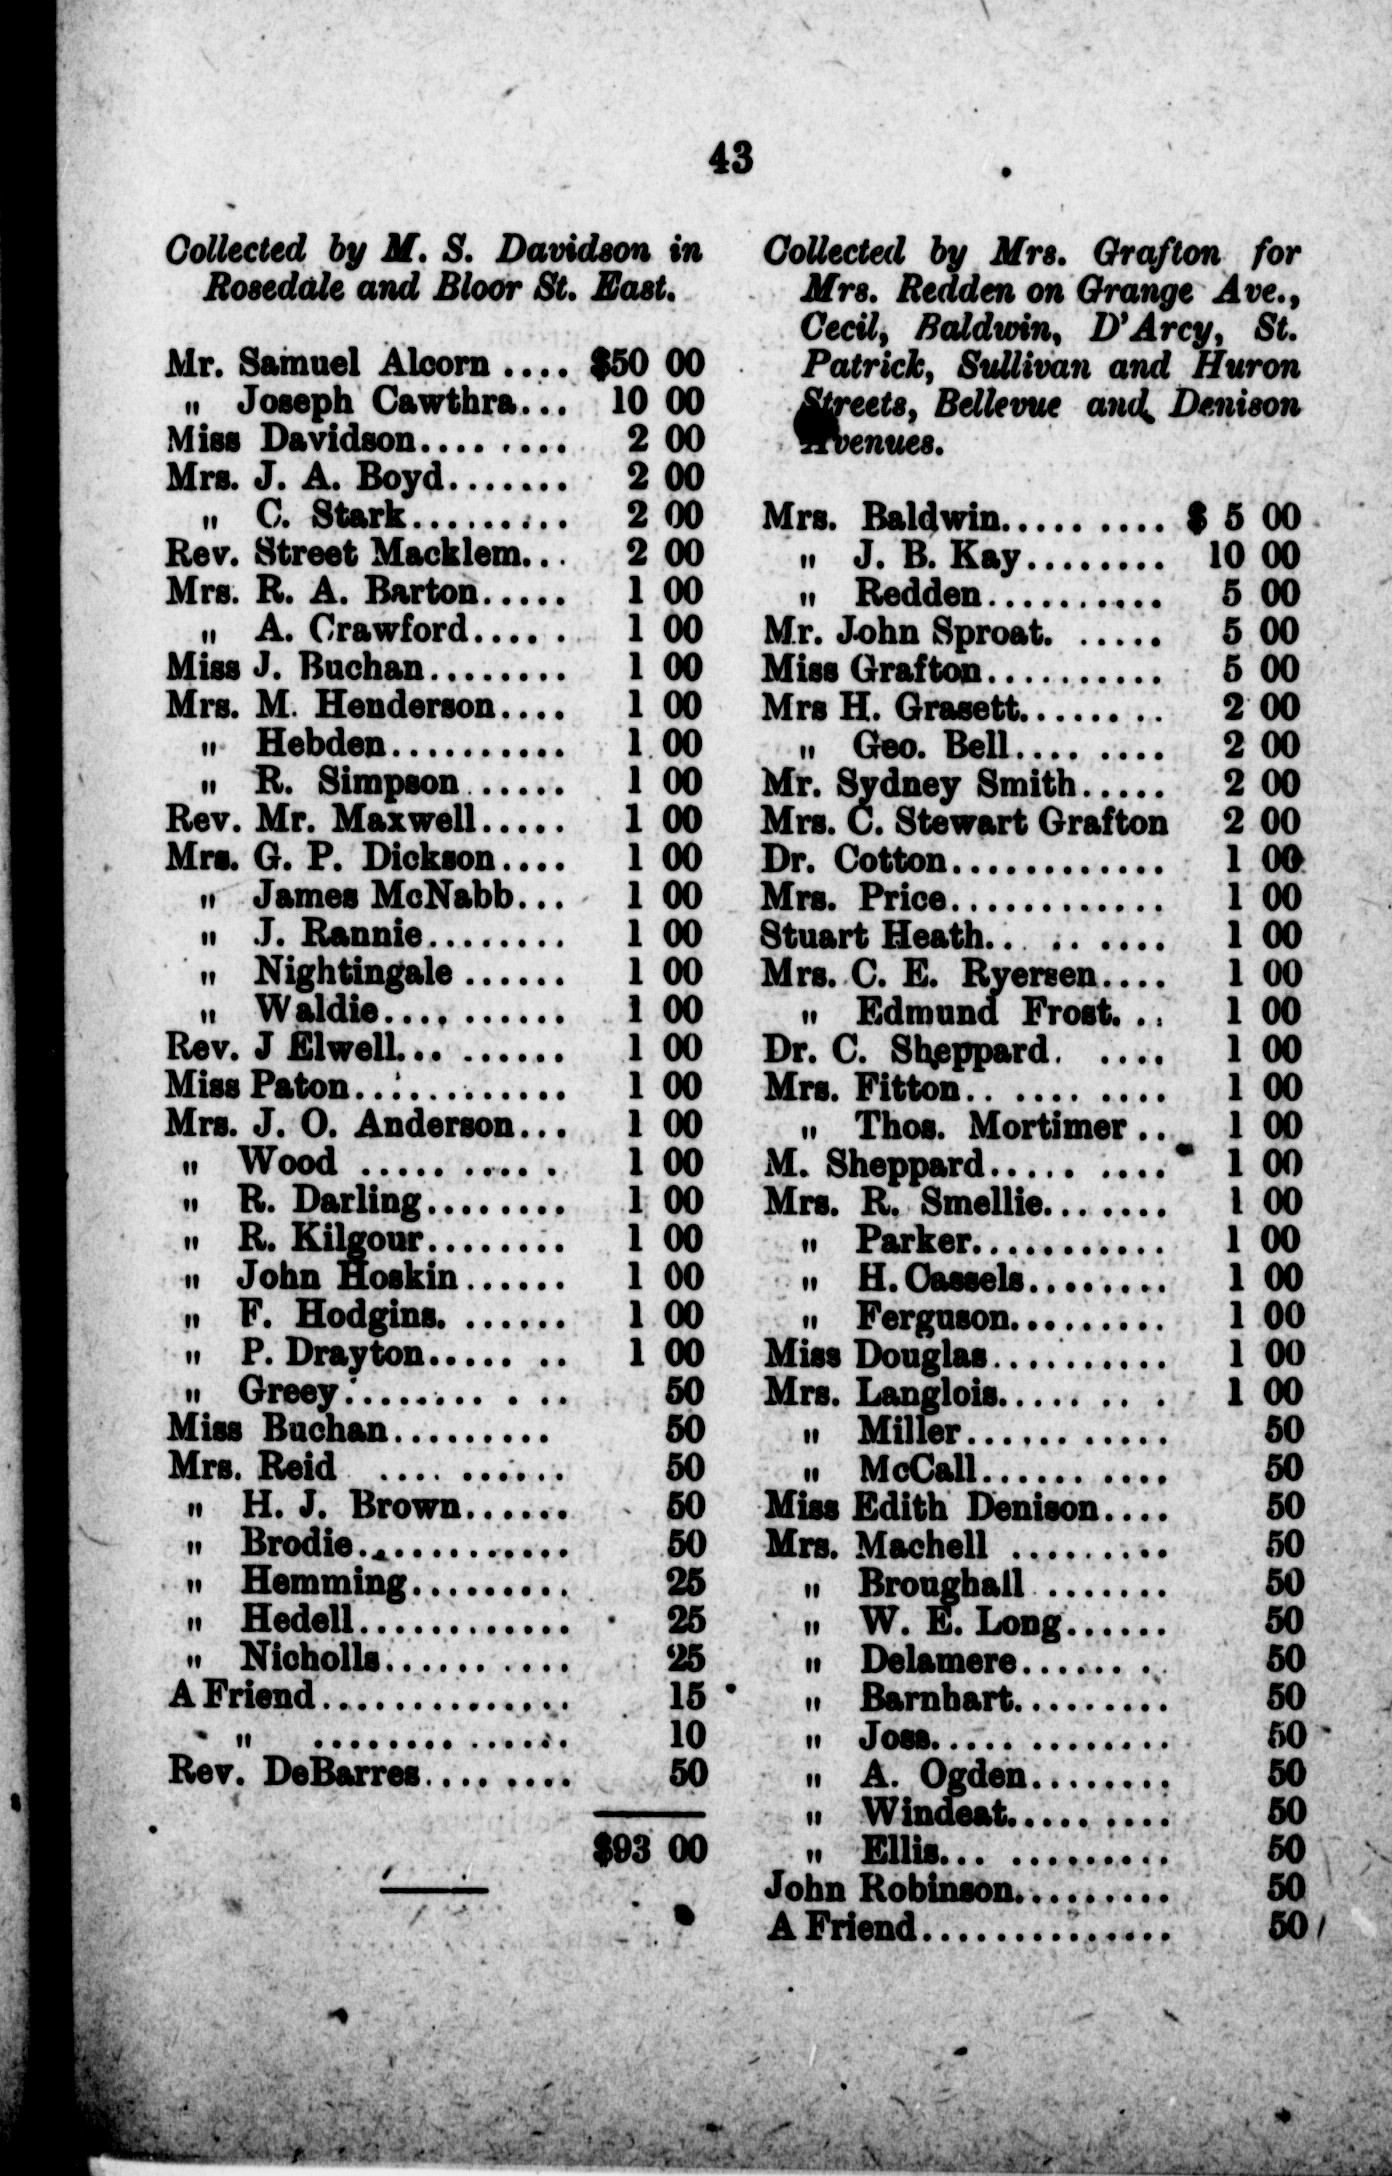 43
Collected by M. S. Davidson in
Rosedale and Bloor St. East.
Mr. Samuel Alcorn .... $50 00
" Joseph Cawthra... 10 00
Miss Davidson........ 2 00
Mrs. J. A. Boyd....... 2 00
" C. Stark......... 2 00
Rev. Street Macklem... 2 00
Mrs. R. A. Barton..... 1 00
" A. Crawford..... 1 00
Miss J. Buchan........ 1 00
Mrs. M. Henderson.... 1 00
" Hebden.......... 1 00
" R. Simpson ...... 1 00
Rev. Mr. Maxwell..... 1 00
Mrs. G. P. Dickson.... 1 00
" James McNabb... 1 00
" J. Rannie........ 1 00
" Nightingale ...... 1 00
" Waldie.......... 1 00
Rev. J Elwell... ...... 1 00
Miss Paton............ 1 00
Mrs. J. O. Anderson... 1 00
" Wood .......... 1 00
" R. Darling........ 1 00
" R. Kilgour........ 1 00
" John Hoskin...... 1 00
" F. Hodgins. ...... 1 00
" P. Drayton..... .. 1 00
" Greey......... . .. 50
Miss Buchan......... 50
Mrs. Reid .... ...... 50
" H. J. Brown...... 50
" Brodie............ 50
" Hemming......... 25
" Hedell............ 25
" Nicholls.......... 25
A Friend.............. 15
" .............. 10
Rev. DeBarres........ 50
$93 00
Collected by Mrs. Grafton for
Mrs. Redden on Grange Ave.,
Cecil, Baldwin, D'Arcy, St.
Patrick, Sullivan and Huron
Streets, Bellevue and Denison
Avenues.
Mrs. Baldwin......... $ 5 00
" J. B. Kay........ 10 00
" Redden.......... 5 00
Mr. John Sproat. ...... 5 00
Miss Grafton.......... 5 00
Mrs H. Grasett........ 2 00
" Geo. Bell.... .... 2 00
Mr. Sydney Smith..... 2 00
Mrs. C. Stewart Grafton 2 00
Dr. Cotton............ 1 00
Mrs. Price............ 1 00
Stuart Heath.. .. .... 1 00
Mrs. C. E. Ryersen.... 1 00
" Edmund Frost. .. 1 00
Dr. C. Sheppard. .... 1 00
Mrs. Fitton.. .... .... 1 00
" Thos. Mortimer .. 1 00
M. Sheppard..... .... 1 00
Mrs. R. Smellie... .... 1 00
" Parker........... 1 00
" H. Cassels........ 1 00
" Ferguson......... 1 00
Miss Douglas.......... 1 00
Mrs. Langlois..... .. . 1 00
" Miller........... 50
" McCall...... .... 50
Miss Edith Denison.... 50
Mrs. Machell ......... 50
" Broughall ....... 50
" W. E. Long...... 50
" Delamere...... . 50
" Barnhart......... 50
" Joss..... ........ 50
" A. Ogden........ 50
" Windeat..... .... 50
" Ellis... ......... 50
John Robinson......... 50
A Friend.............. 50